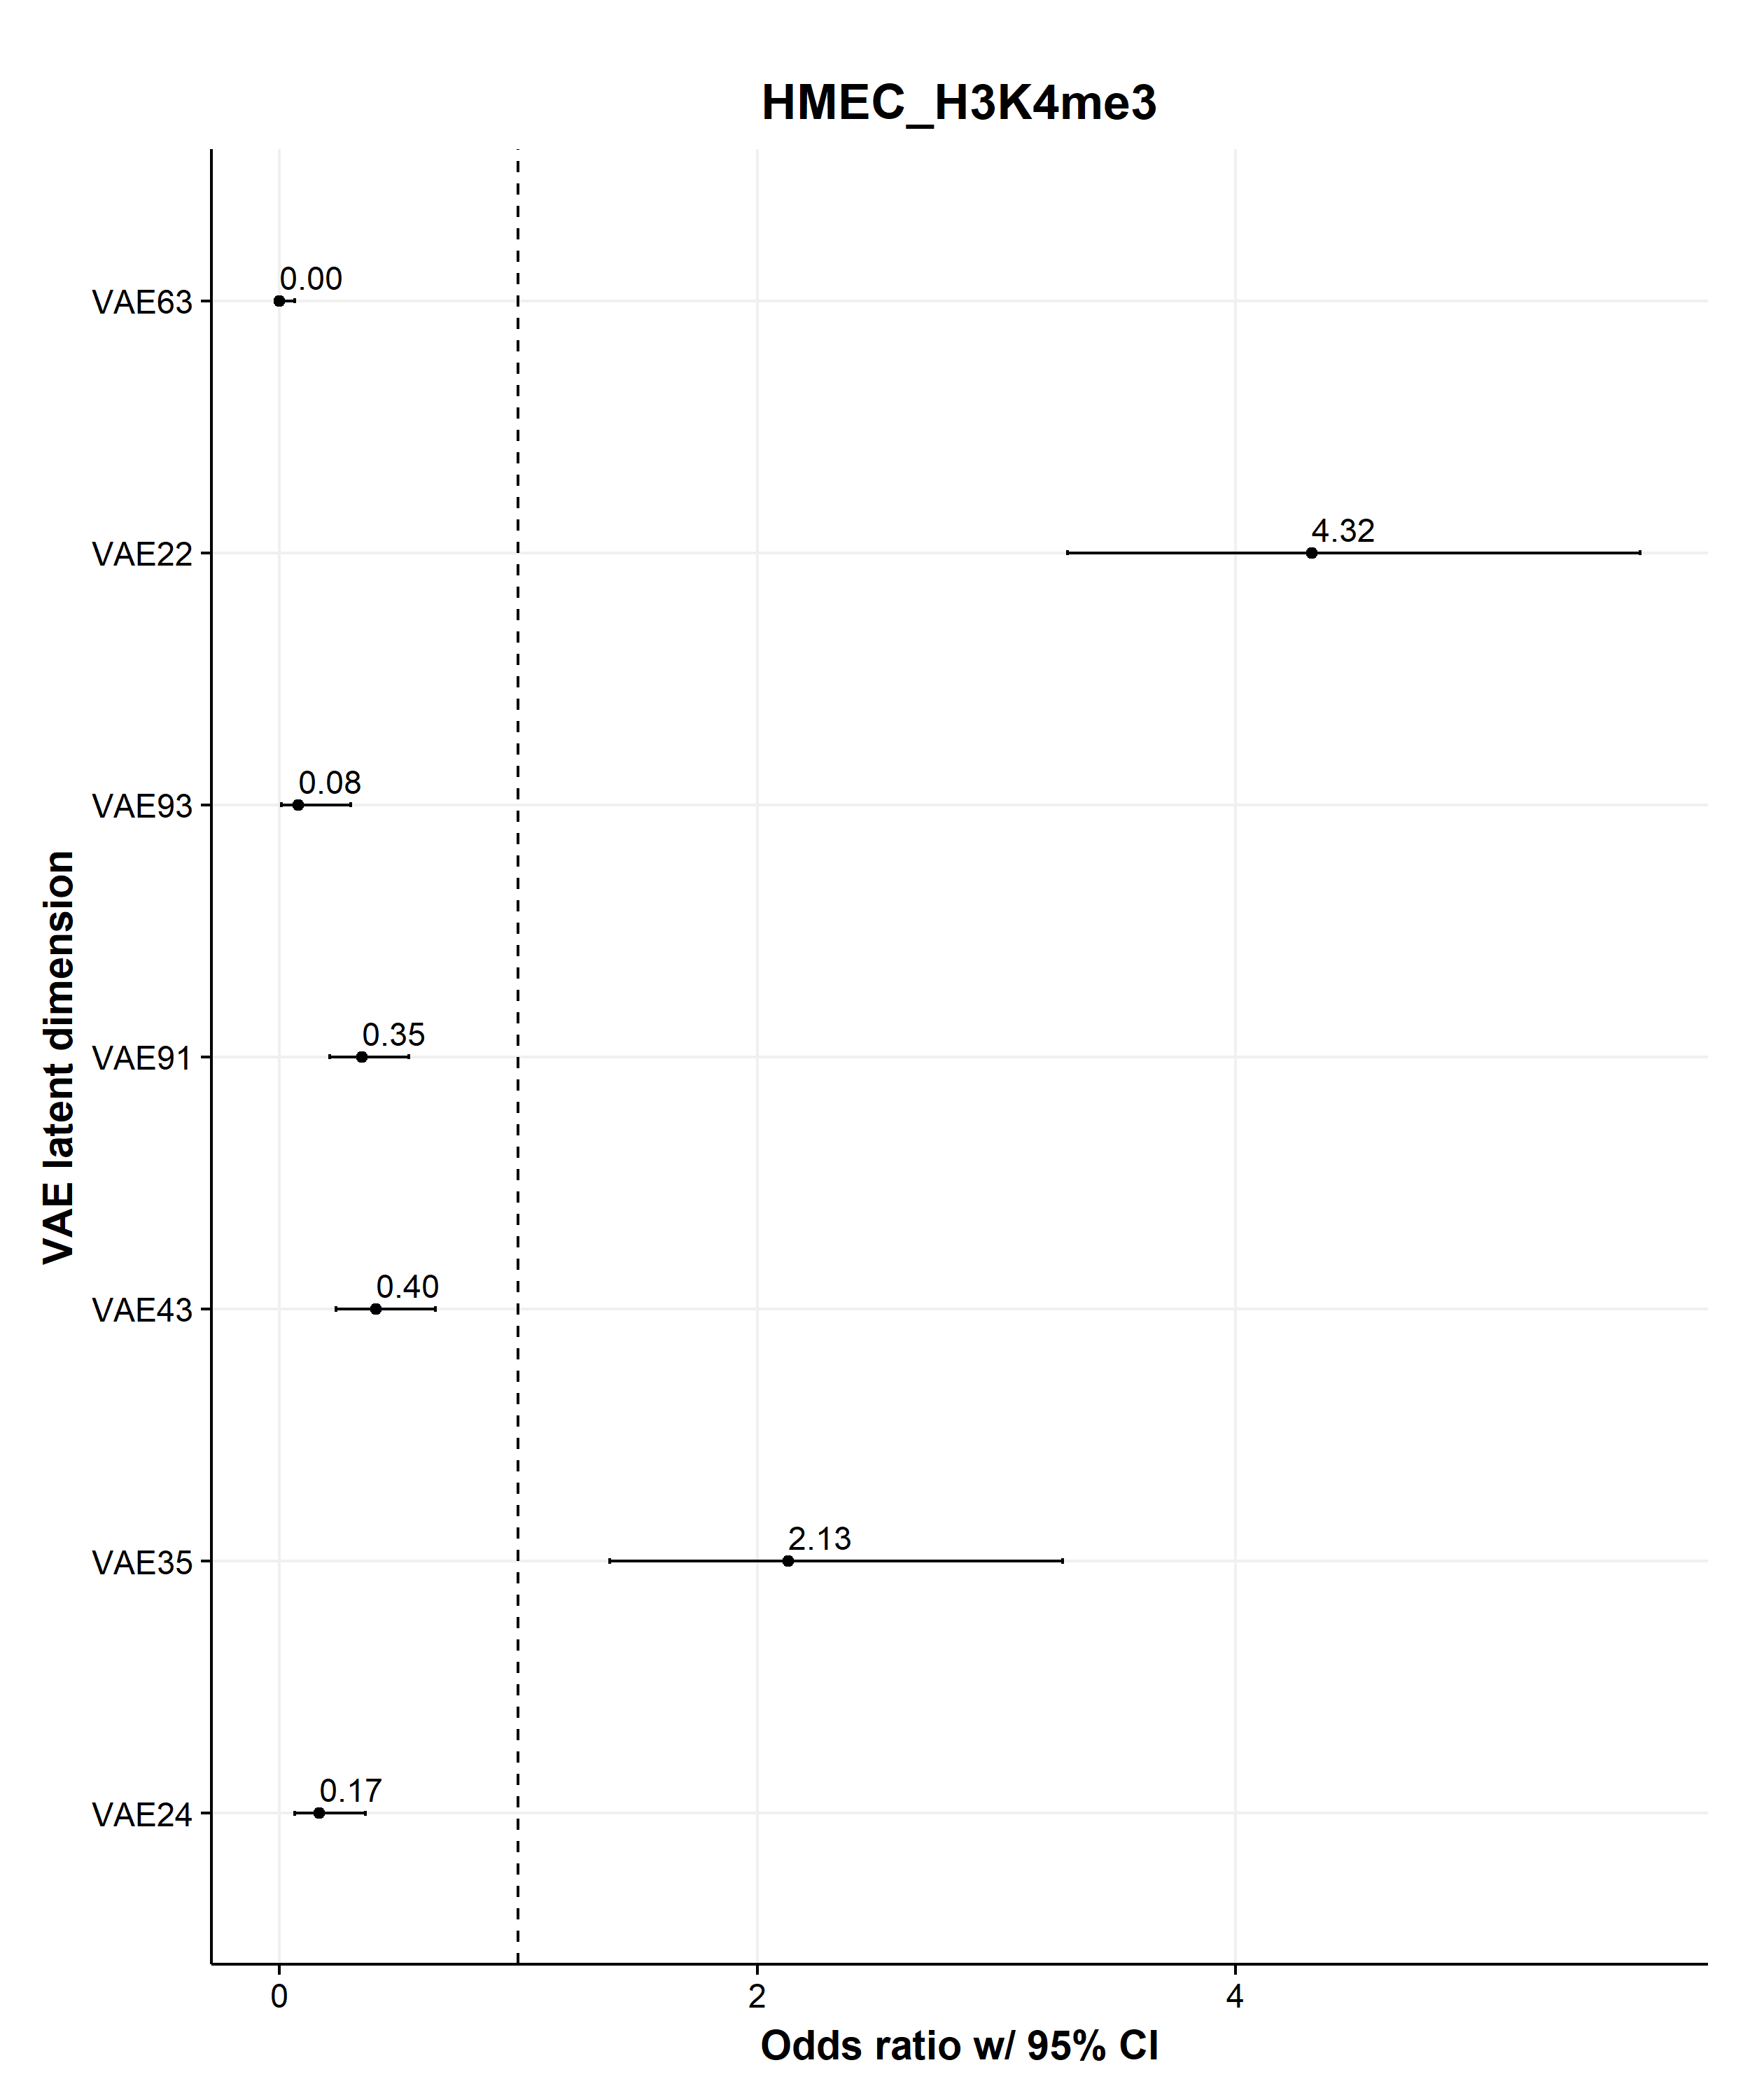 HMEC_H3K4me3
VAE latent dimension
VAE63
0.00
VAE22
4.32
VAE93
0.08
VAE91
0.35
VAE43
0.40
VAE35
2.13
VAE24
0.17
0 2 4
Odds ratio w/ 95% CI